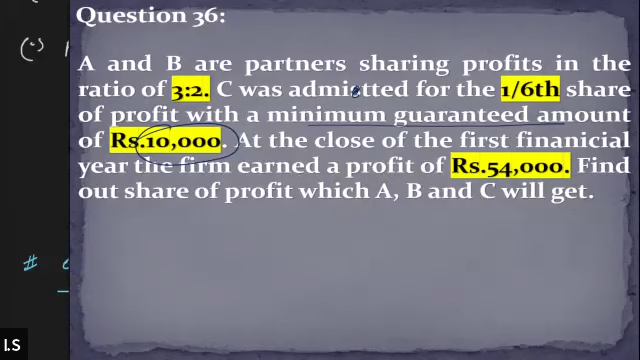 Question 36:
A and B are partners sharing profits in the
ratio of 3:2. C was admitted for the 1/6th share
of profit with a minimum guaranteed amount
of Rs.10,000. At the close of the first finanicial
year the firm earned a profit of Rs.54,000. Find
out share of profit which A, B and C will get.
#
I.S